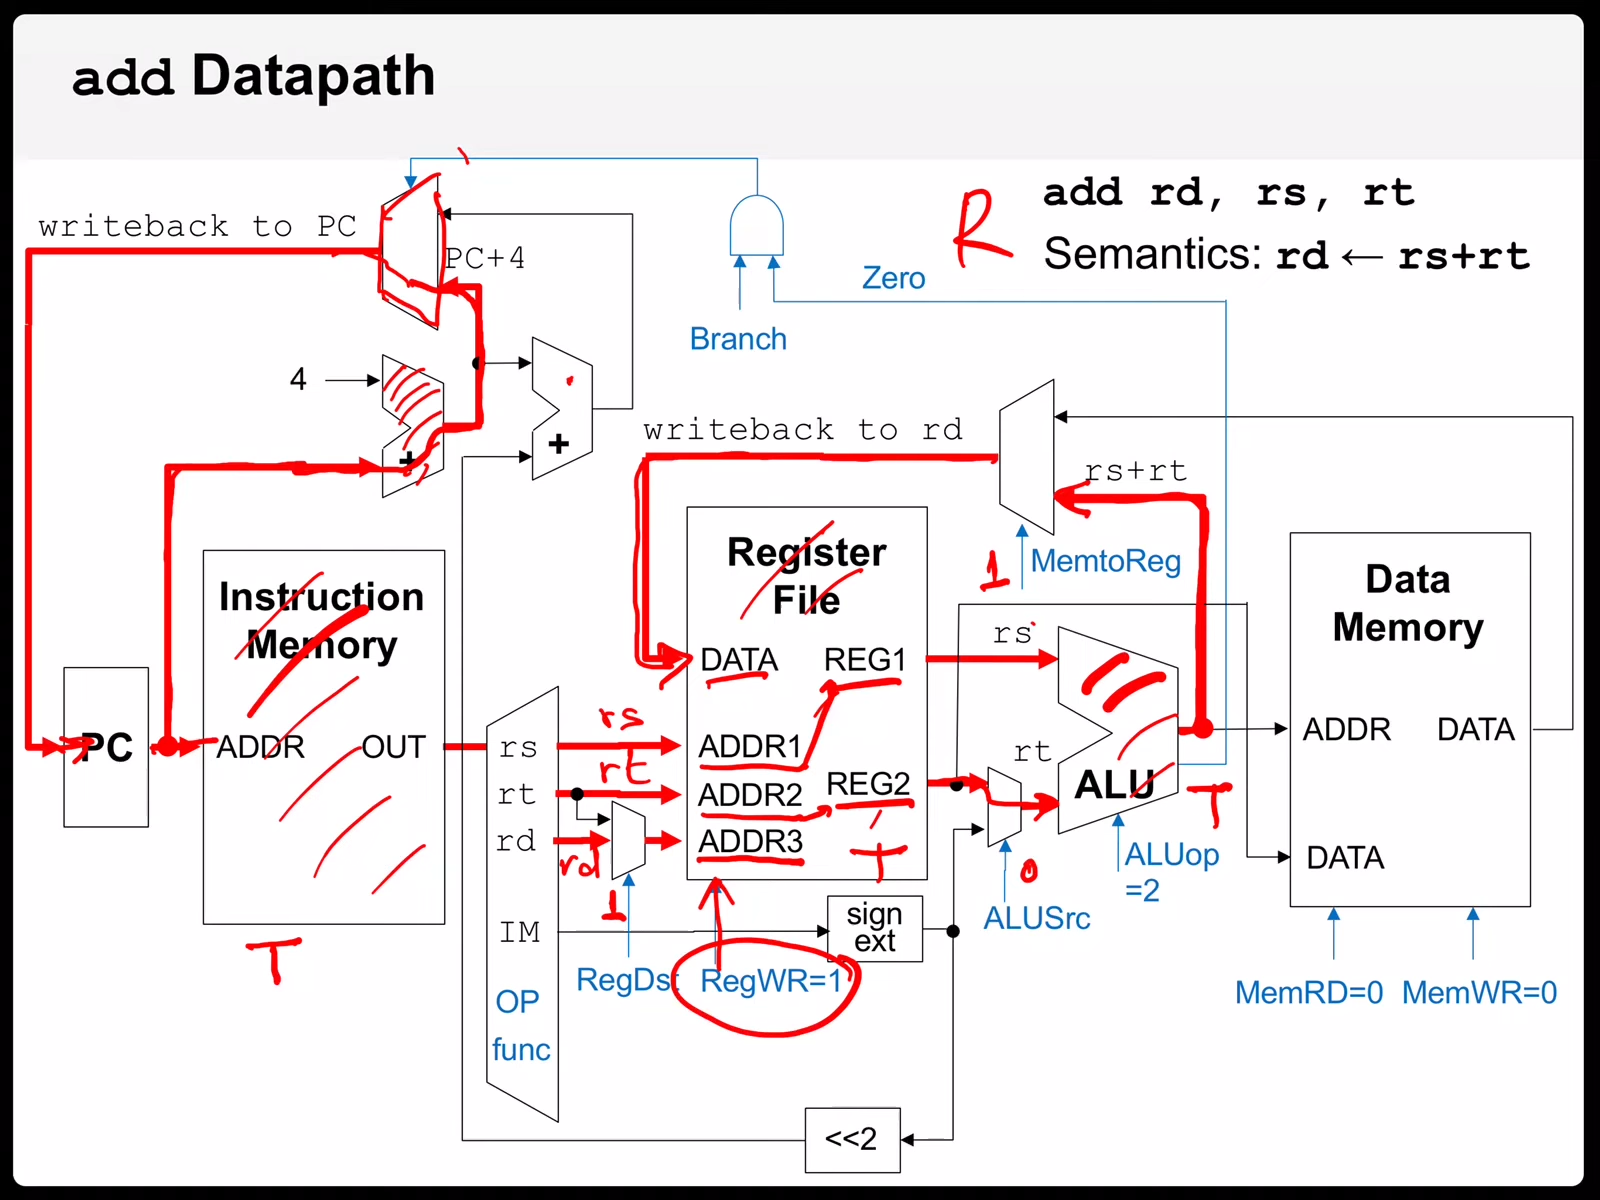 add Datapath
R
add rd, rs, rt
Semantics: rd ← rs+rt
writeback to PC
PC+4
Zero
Branch
4
+
+
writeback to rd
rs+rt
1
MemtoReg
Instruction
Memory
Register
File
Data
Memory
DATA
REG1
rs
rs
PC
ADDR
OUT
rs
ADDR1
rt
rt
rt
ADDR2
REG2
ALU
T
ADDR
DATA
rd
rd
ADDR3
T
0
ALUop
=2
DATA
1
IM
sign
ext
ALUSrc
T
RegDst
RegWR=1
MemRD=0
MemWR=0
OP
func
<<2